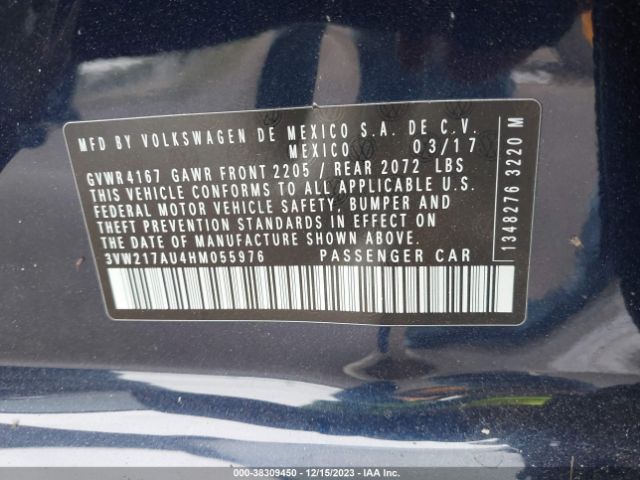 MFD BY VOLKSWAGEN DE MEXICO S.A. DE C.V.
MEXICO 03/17
GVWR 4167 GAWR FRONT 2205 / REAR 2072 LBS
THIS VEHICLE CONFORMS TO ALL APPLICABLE U.S.
FEDERAL MOTOR VEHICLE SAFETY, BUMPER AND
THEFT PREVENTION STANDARDS IN EFFECT ON
THE DATE OF MANUFACTURE SHOWN ABOVE.
3VW217AU4HM055976 PASSENGER CAR
1348276 3220 M
000-38309450 - 12/15/2023 - IAA Inc.